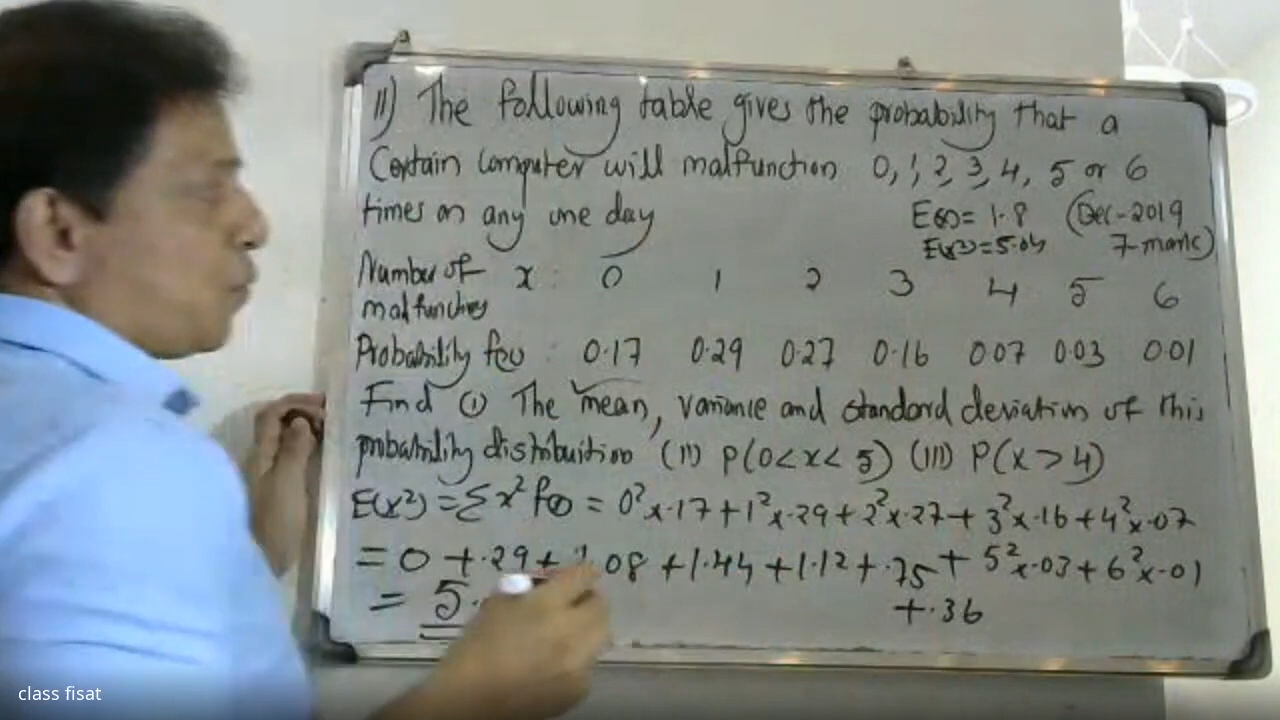 11) The following table gives the probability that a
Certain computer will malfunction 0, 1, 2, 3, 4, 5 or 6
times on any one day E(x) = 1.8 (Dec-2019
E(x²) = 5.04 7-mark)
Number of x : 0 1 2 3 4 5 6
malfunctions
Probability f(x) : 0.17 0.29 0.27 0.16 0.07 0.03 0.01
Find (i) The mean, variance and standard deviation of this
probability distribution (ii) P(0 < x < 5) (iii) P(x > 4)
E(x²) = Σ x² f(x) = 0² x .17 + 1² x .29 + 2² x .27 + 3² x .16 + 4² x .07
= 0 + .29 + 1.08 + 1.44 + 1.12 + .75 + 5² x .03 + 6² x .01
= 5. + .36
class fisat